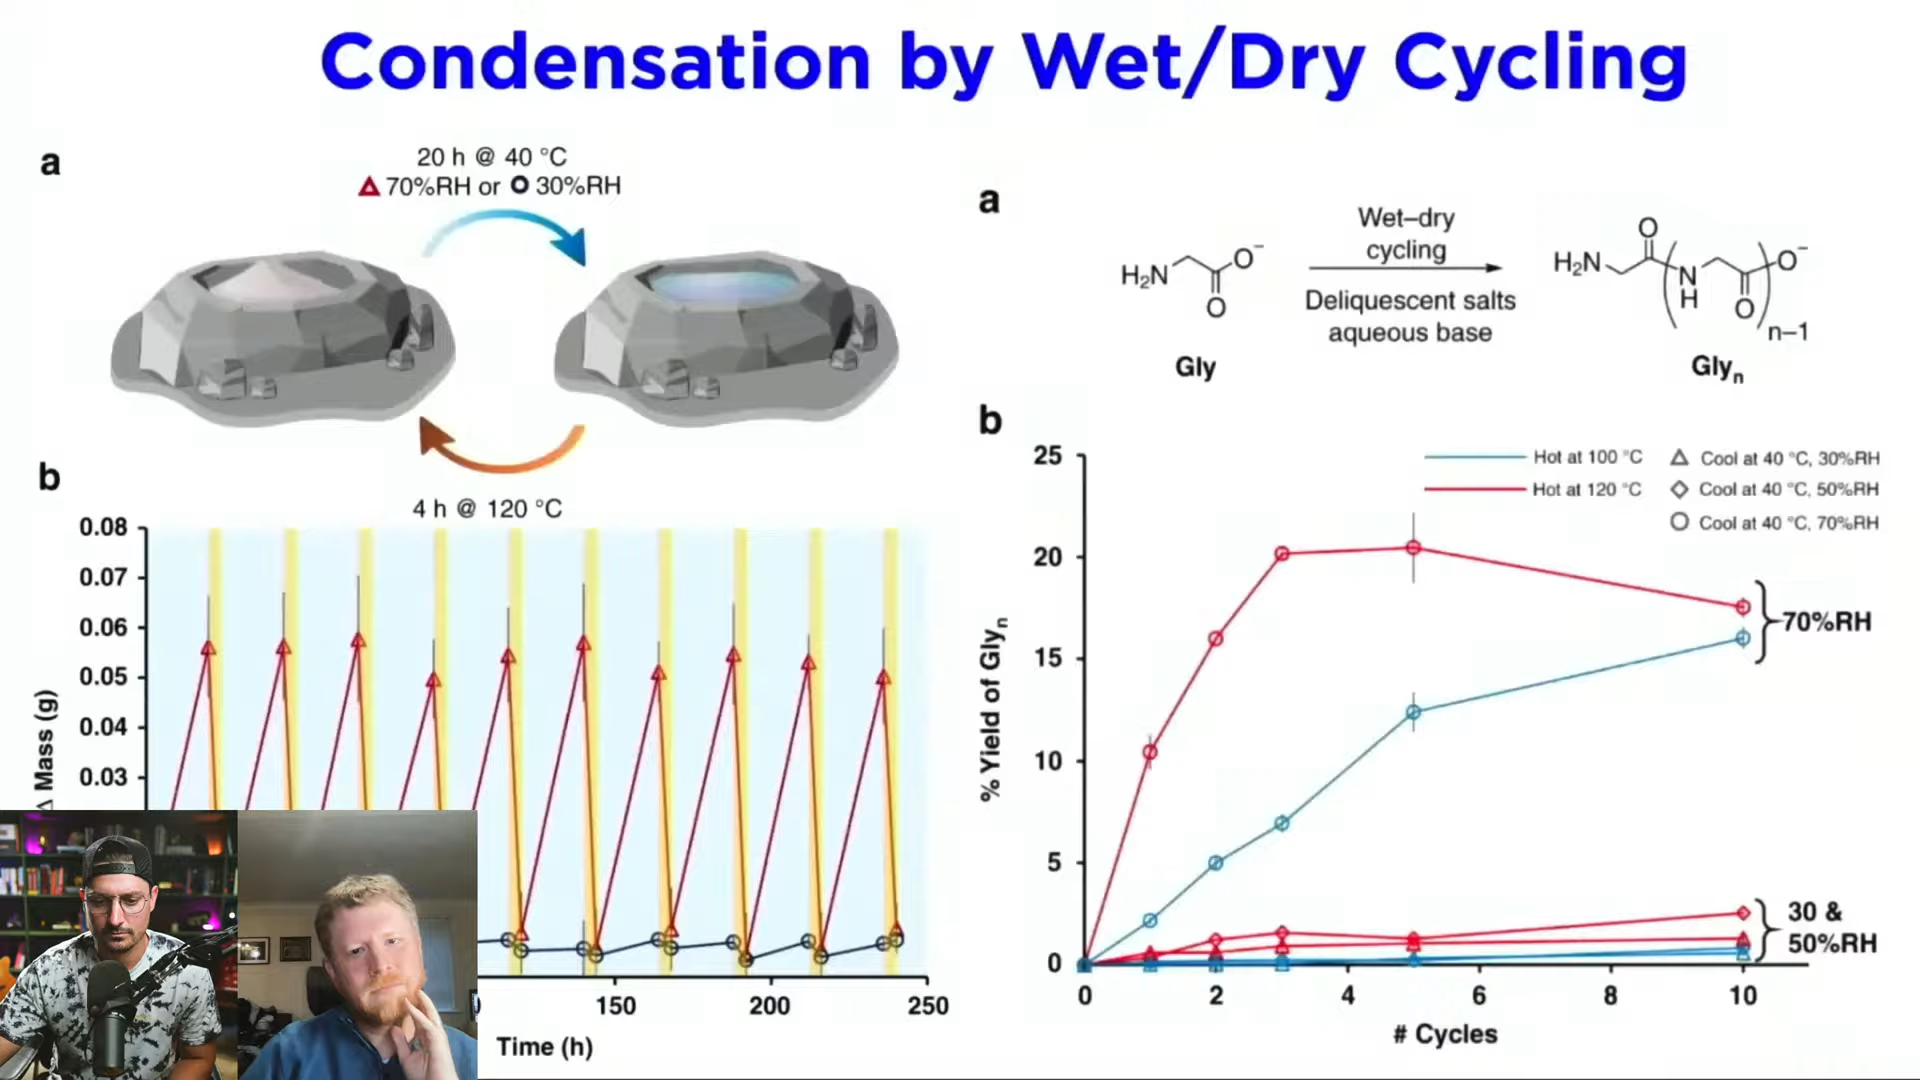 Condensation by Wet/Dry Cycling
a
20 h @ 40 °C
70%RH or 30%RH
4 h @ 120 °C
b
0.08
0.07
0.06
0.05
0.04
0.03
Δ Mass (g)
150
200
250
Time (h)
a
H₂N
O⁻
O
Gly
Wet–dry
cycling
Deliquescent salts
aqueous base
O
H₂N
N
H
O
O⁻
n–1
Glyₙ
b
25
20
15
10
5
0
% Yield of Glyₙ
Hot at 100 °C
Hot at 120 °C
Cool at 40 °C, 30%RH
Cool at 40 °C, 50%RH
Cool at 40 °C, 70%RH
70%RH
30 &
50%RH
0
2
4
6
8
10
# Cycles